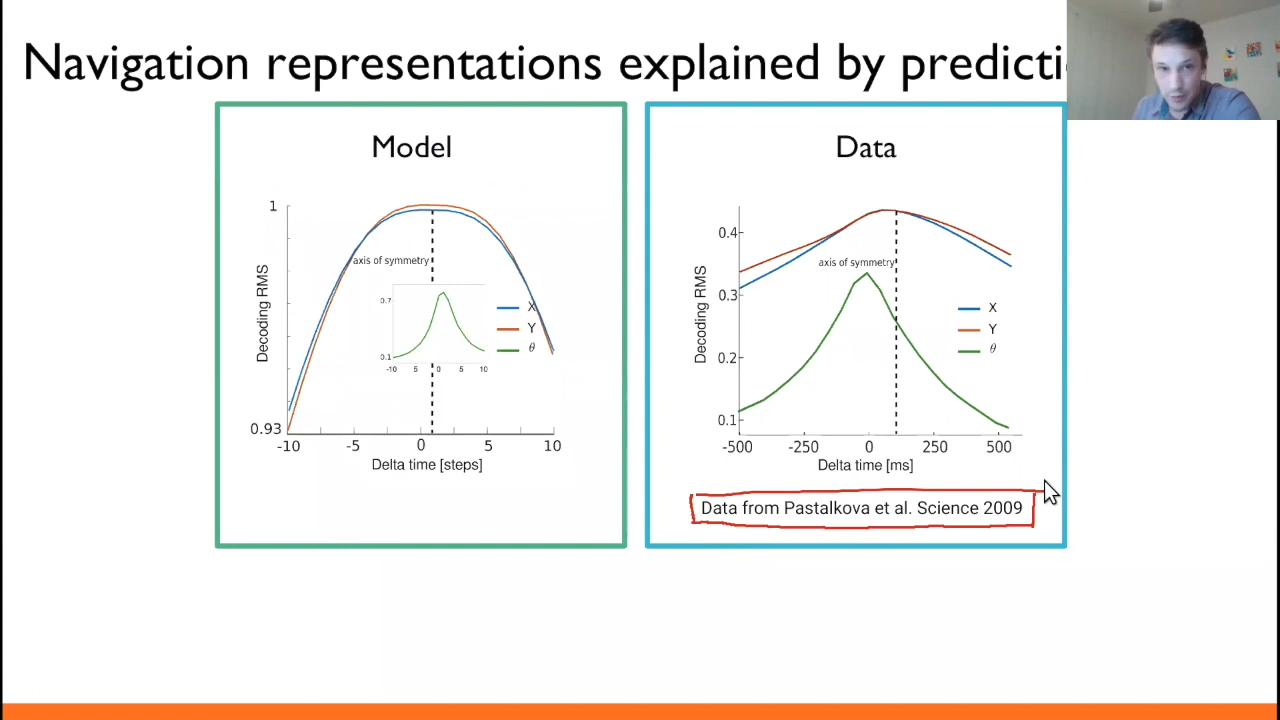 Navigation representations explained by predicti
Model
1
Decoding RMS
0.93
axis of symmetry
0.7
0.1
-10 5 0 5 10
X
Y
θ
-10 -5 0 5 10
Delta time [steps]
Data
0.4
0.3
0.2
0.1
Decoding RMS
axis of symmetry
X
Y
θ
-500 -250 0 250 500
Delta time [ms]
Data from Pastalkova et al. Science 2009